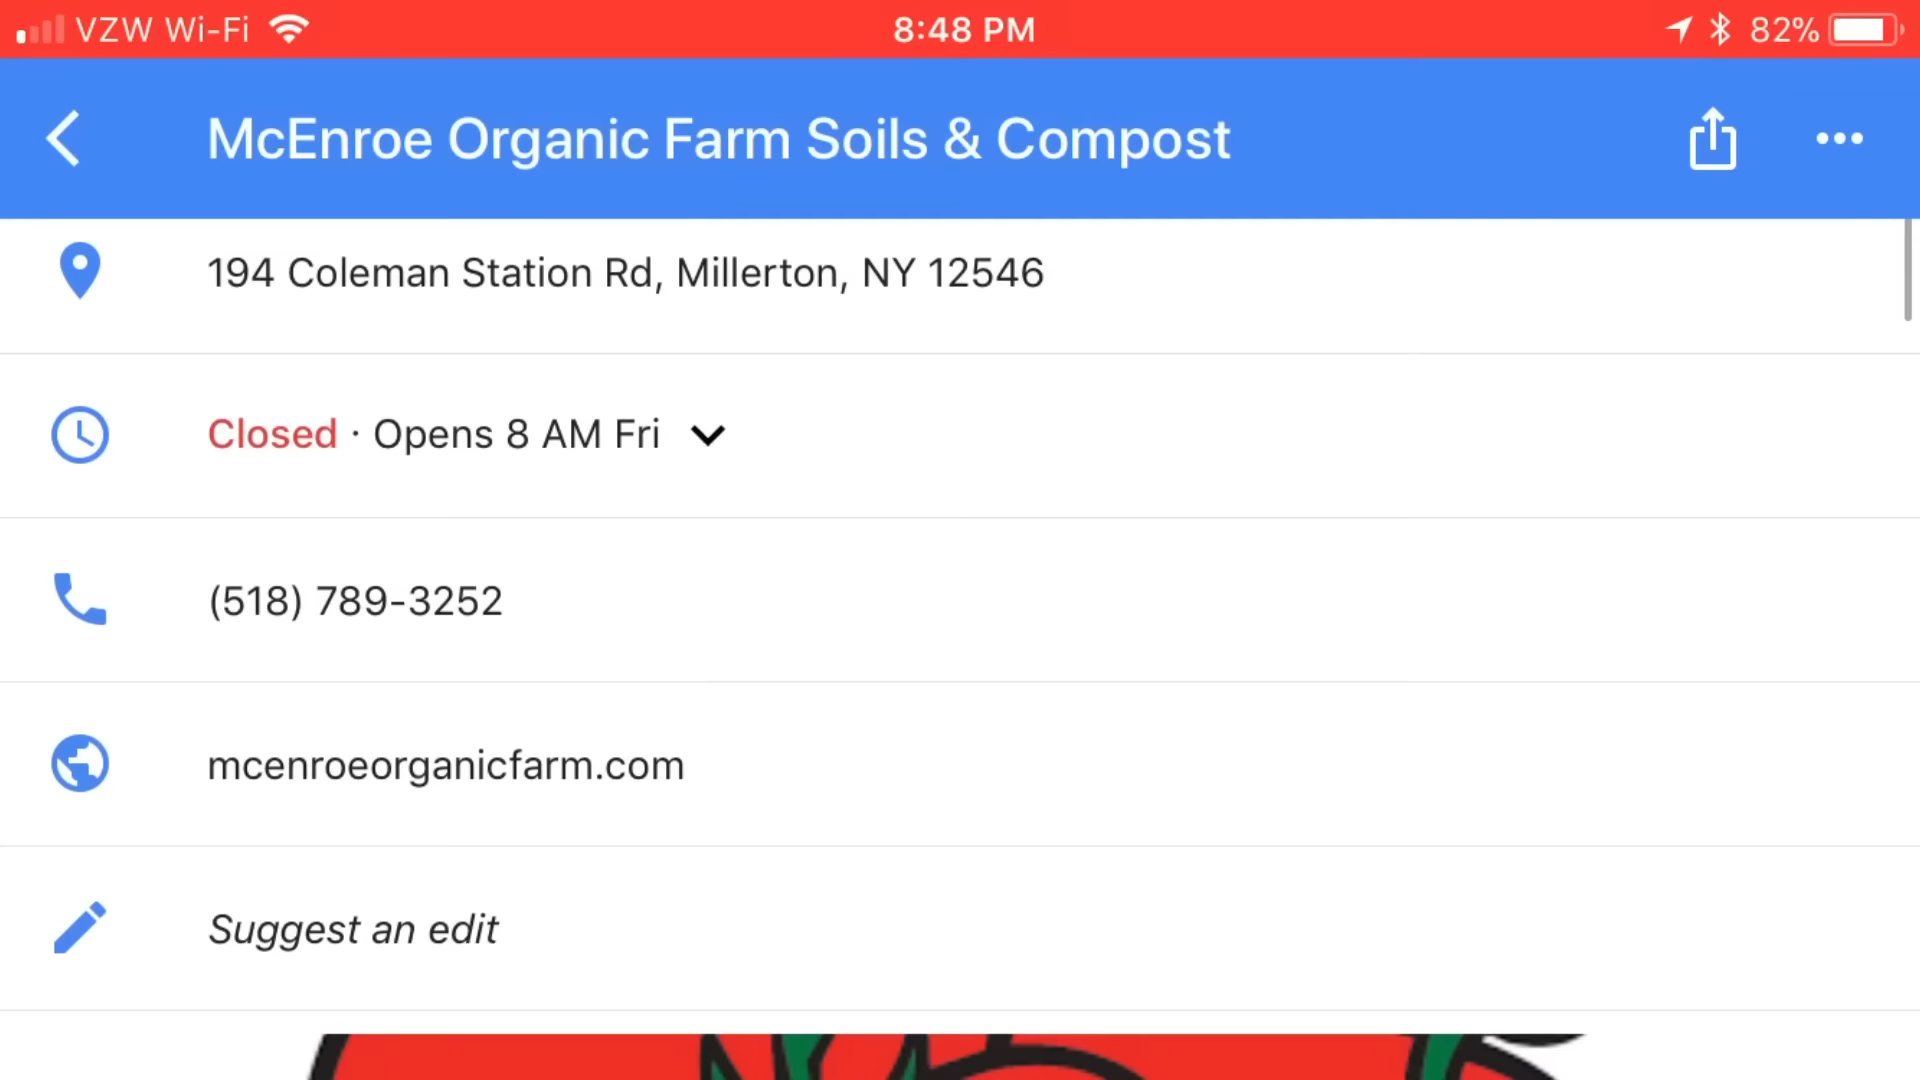 VZW Wi-Fi 8:48 PM 82%
McEnroe Organic Farm Soils & Compost
194 Coleman Station Rd, Millerton, NY 12546
Closed · Opens 8 AM Fri
(518) 789-3252
mcenroeorganicfarm.com
Suggest an edit